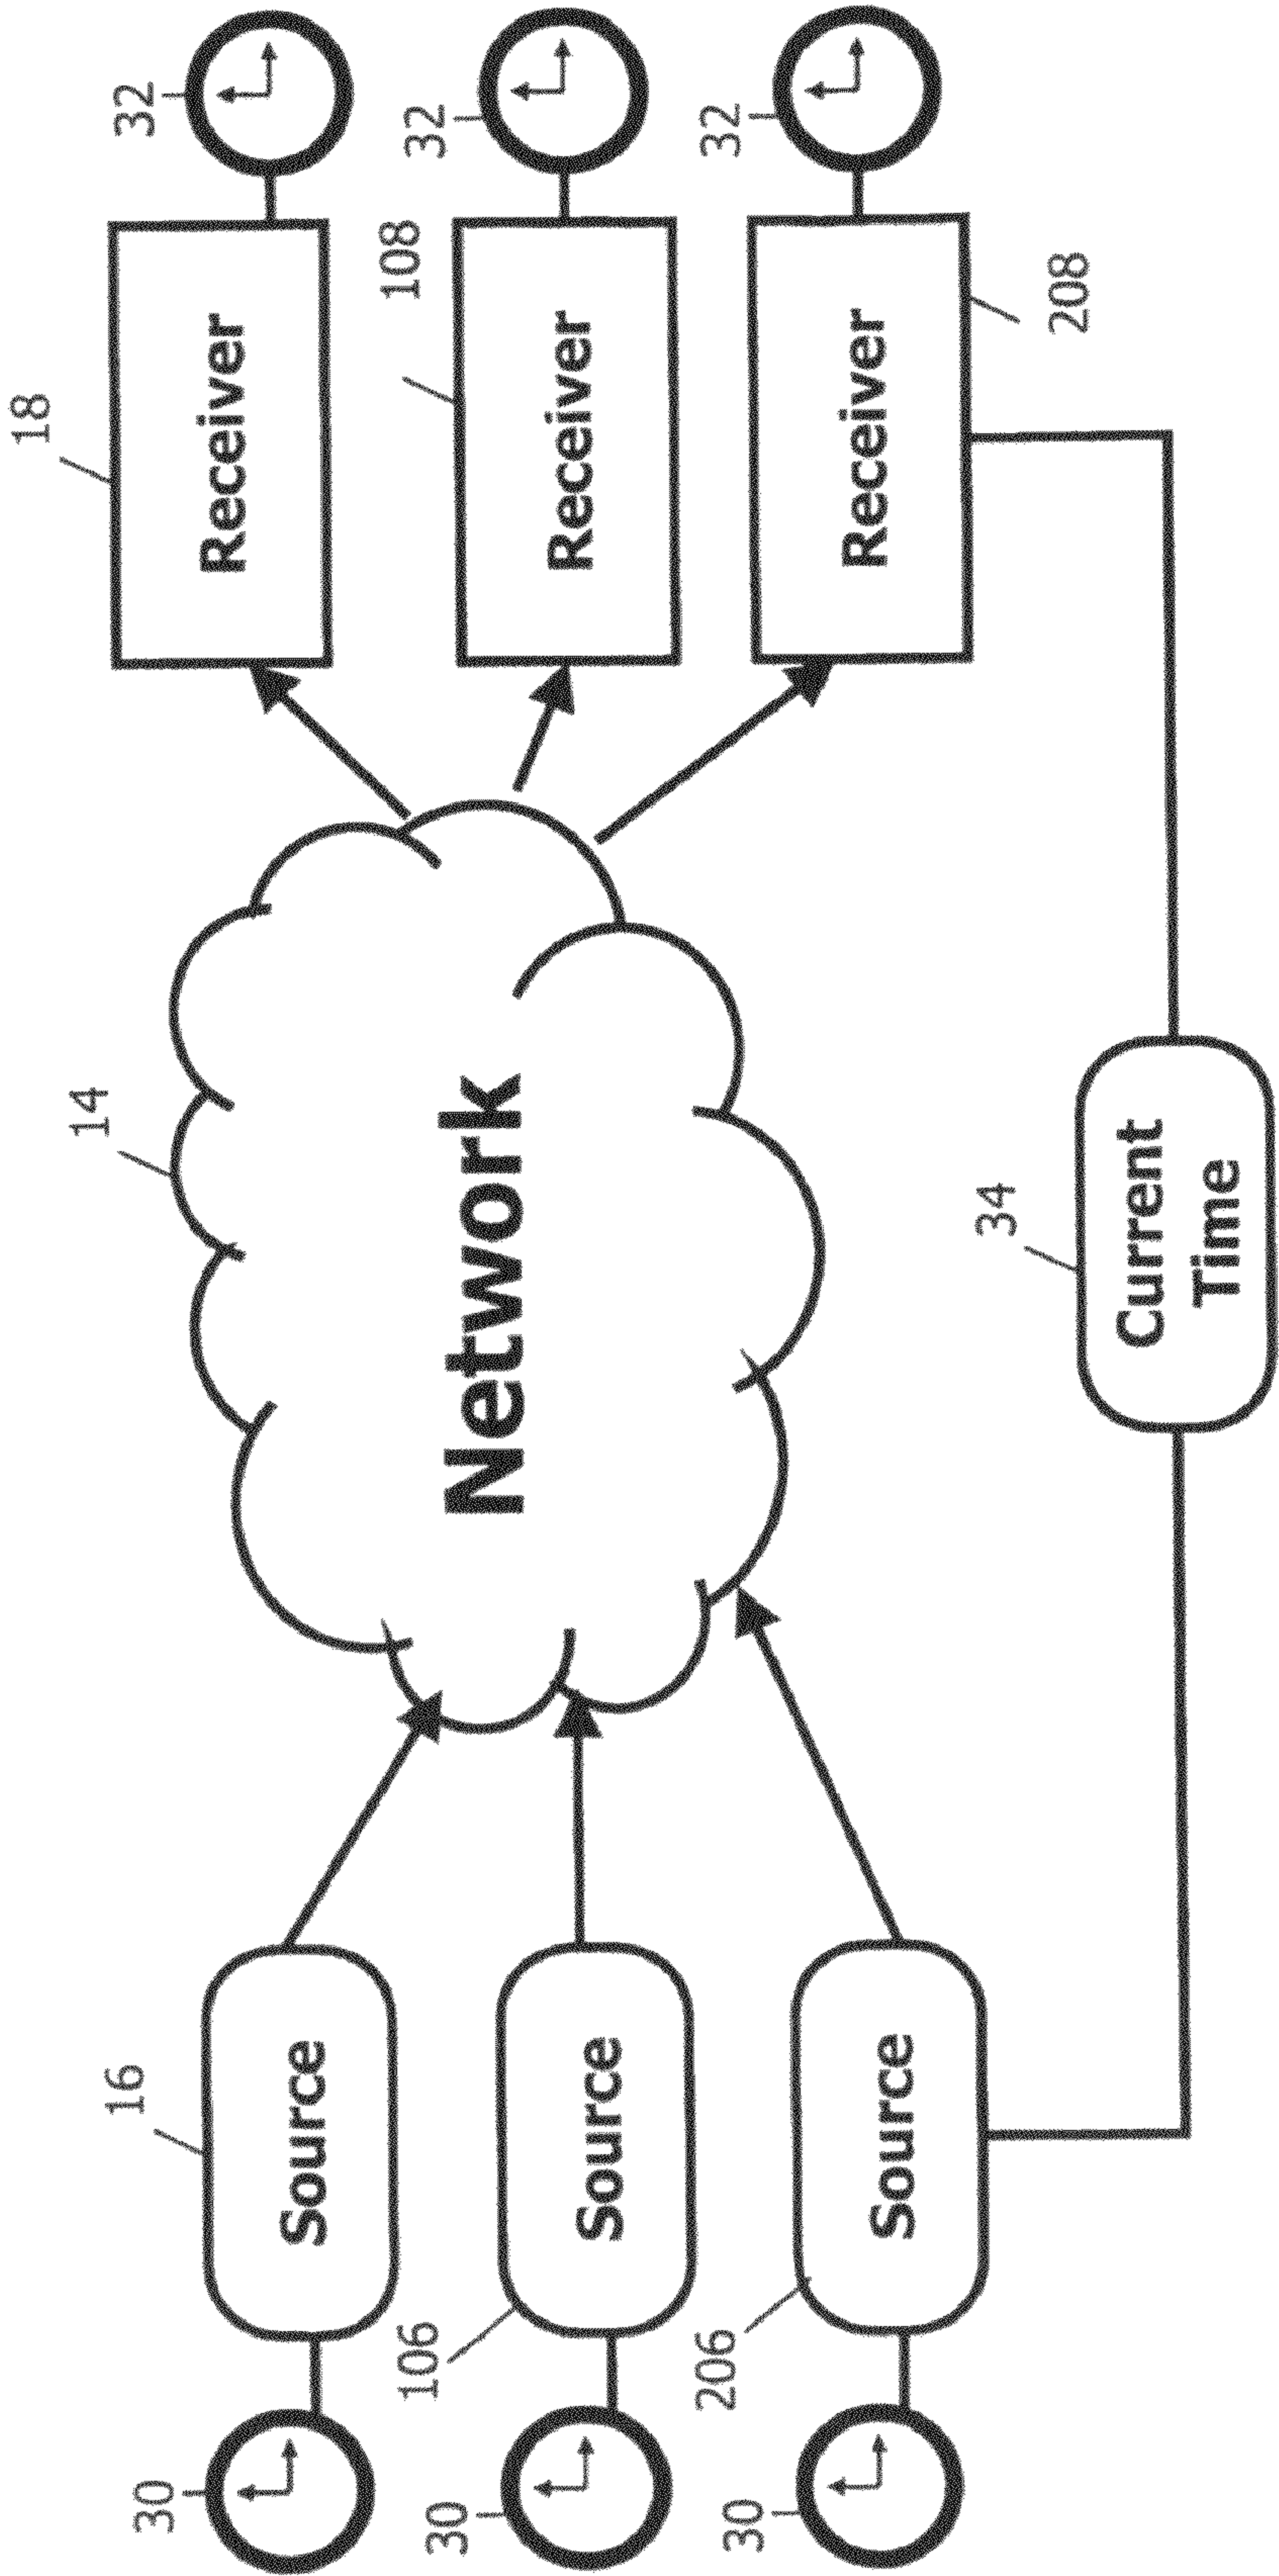 30
16
Source
30
106
Source
30
206
Source
14
Network
34
Current
Time
18
Receiver
32
108
Receiver
32
208
Receiver
32